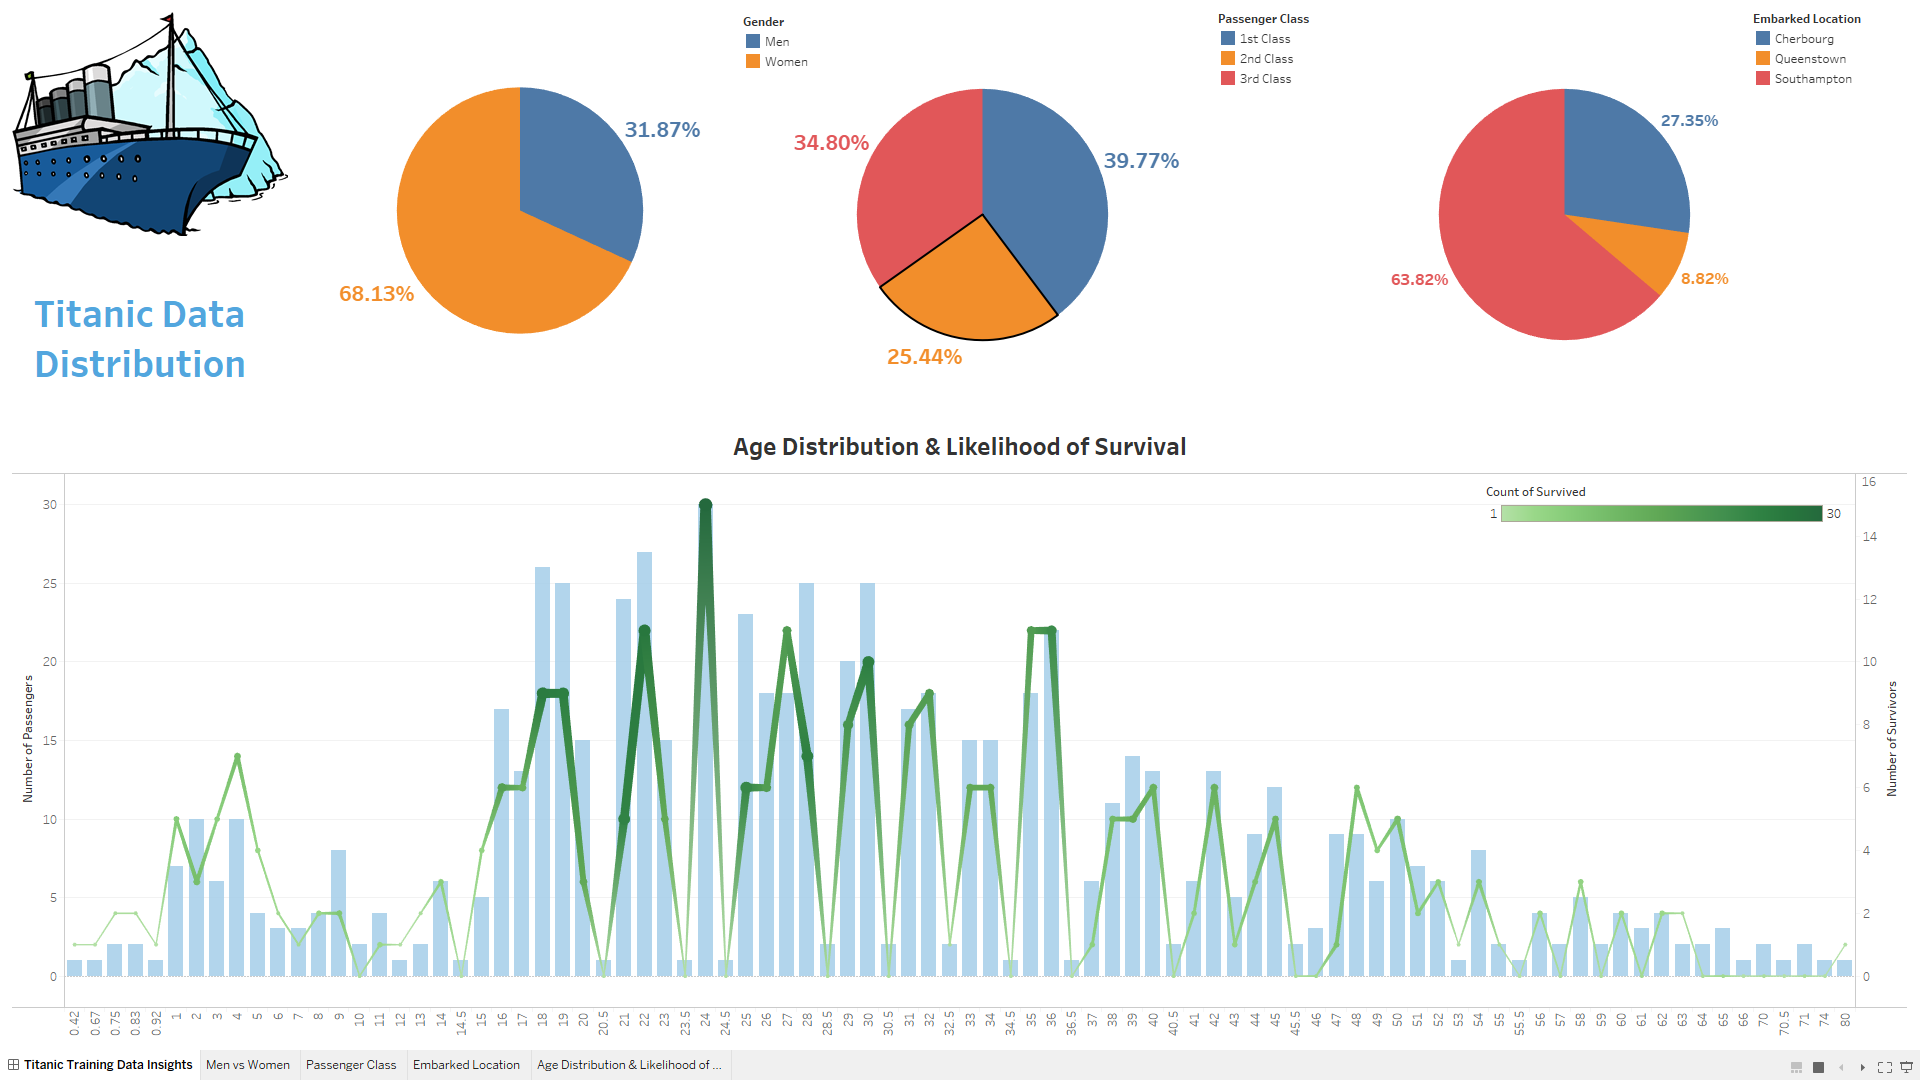 Titanic Data
Distribution
Gender
Men
Women
31.87%
68.13%
Passenger Class
1st Class
2nd Class
3rd Class
34.80%
39.77%
25.44%
Embarked Location
Cherbourg
Queenstown
Southampton
27.35%
63.82%
8.82%
Age Distribution & Likelihood of Survival
Count of Survived
1 30
Number of Passengers
30
25
20
15
10
5
0
Number of Survivors
16
14
12
10
8
6
4
2
0
0.42 0.67 0.75 0.83 0.92 1 2 3 4 5 6 7 8 9 10 11 12 13 14 14.5 15 16 17 18 19 20 20.5 21 22 23 23.5 24 24.5 25 26 27 28 28.5 29 30 30.5 31 32 32.5 33 34 34.5 35 36 36.5 37 38 39 40 40.5 41 42 43 44 45 45.5 46 47 48 49 50 51 52 53 54 55 55.5 56 57 58 59 60 61 62 63 64 65 66 70 70.5 71 74 80
Titanic Training Data Insights Men vs Women Passenger Class Embarked Location Age Distribution & Likelihood of ...